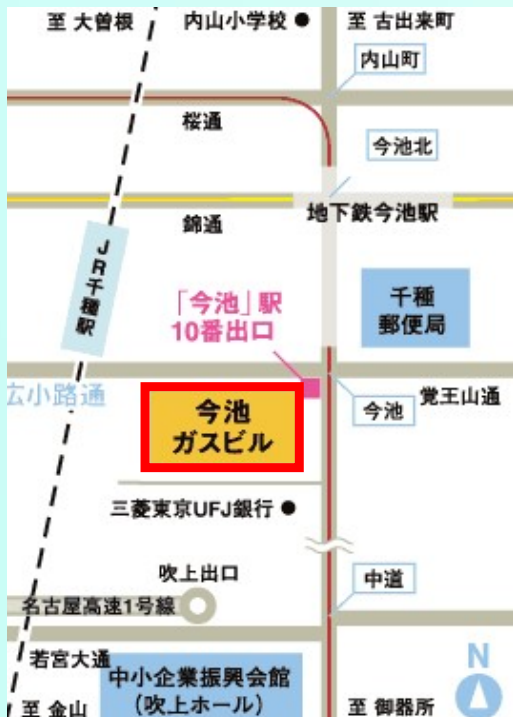 至 大曽根
内山小学校 ●
至 古出来町
内山町
桜通
今池北
地下鉄今池駅
錦通
JR千種駅
「今池」駅
10番出口
千種
郵便局
広小路通
今池
ガスビル
今池
覚王山通
三菱東京UFJ銀行 ●
吹上出口
中道
名古屋高速1号線
若宮大通
中小企業振興会館
(吹上ホール)
N
至 金山
至 御器所